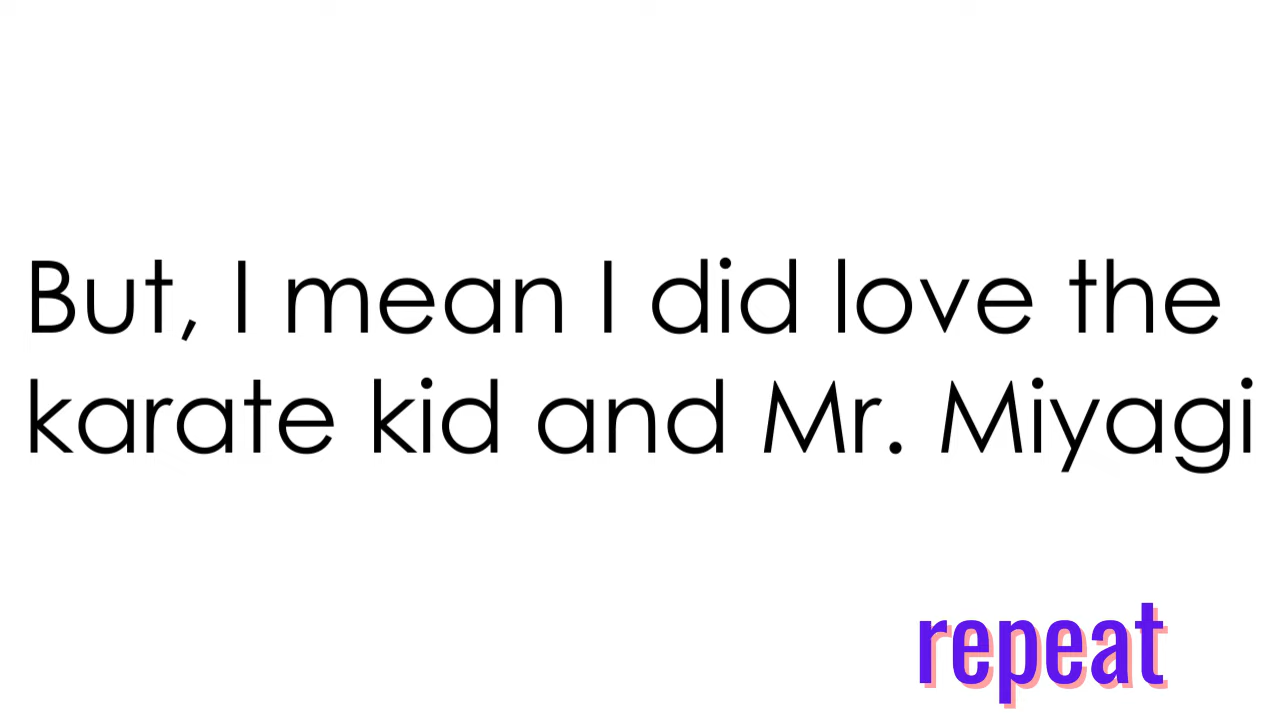 But, I mean I did love the
karate kid and Mr. Miyagi
repeat